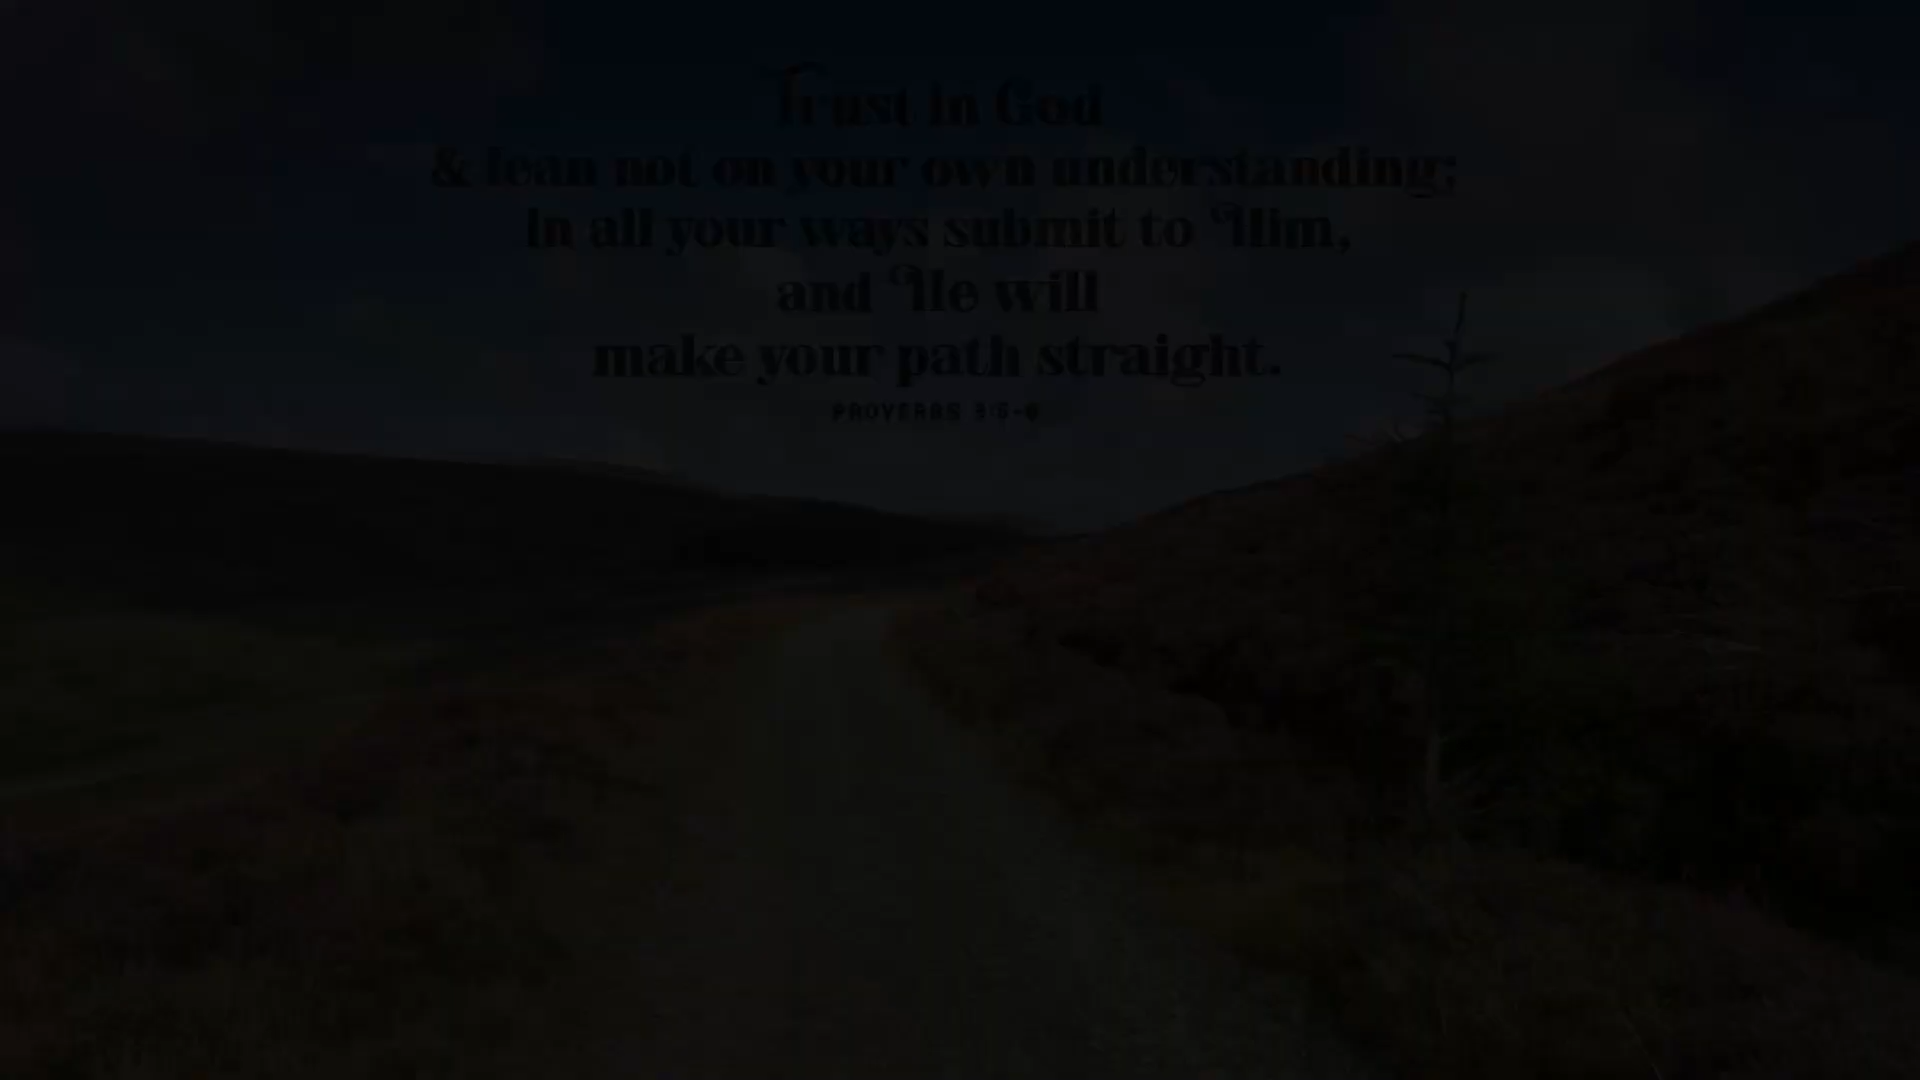 Trust in God
& lean not on your own understanding;
In all your ways submit to Him,
and He will
make your path straight.
PROVERBS 3:5-6